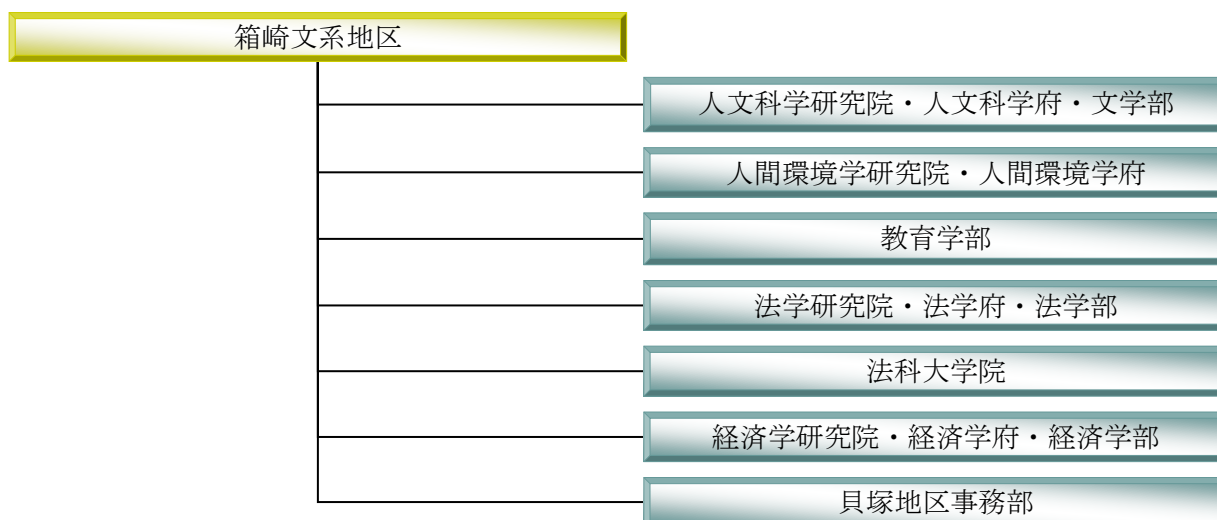 箱崎文系地区
人文科学研究院・人文科学府・文学部
人間環境学研究院・人間環境学府
教育学部
法学研究院・法学府・法学部
法科大学院
経済学研究院・経済学府・経済学部
貝塚地区事務部